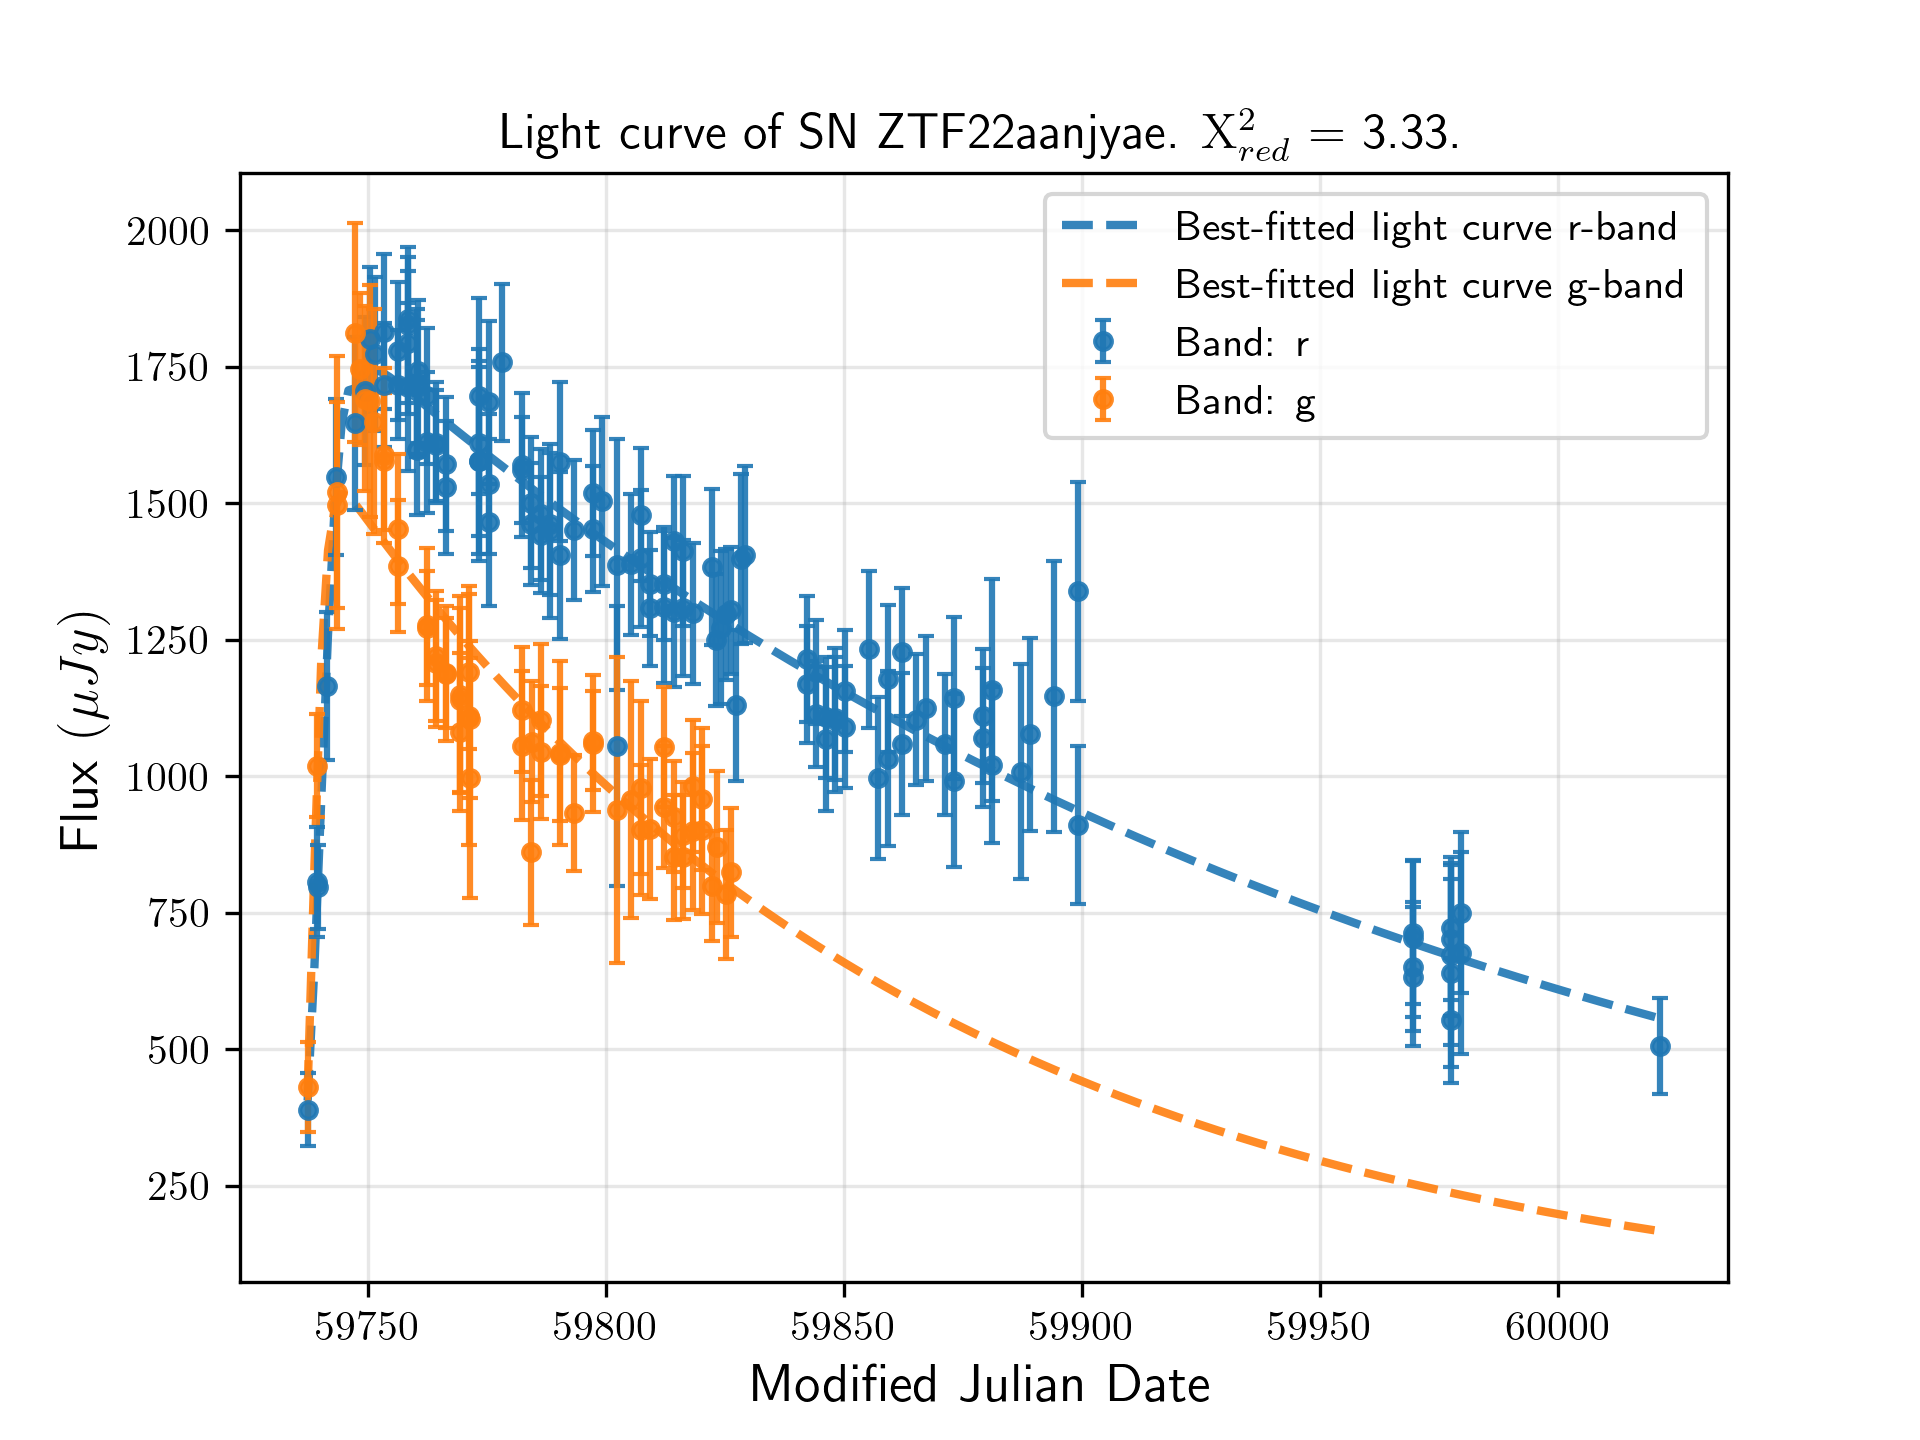 Light curve of SN ZTF22aanjyae. X²_red = 3.33.
Best-fitted light curve r-band
Best-fitted light curve g-band
Band: r
Band: g
Flux (μJy)
2000
1750
1500
1250
1000
750
500
250
59750 59800 59850 59900 59950 60000
Modified Julian Date